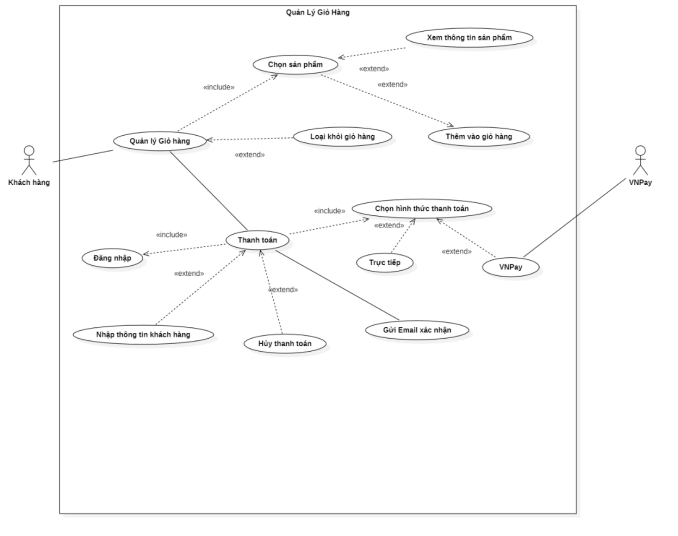 Quản Lý Giỏ Hàng
Xem thông tin sản phẩm
Chọn sản phẩm
«extend»
«extend»
«include»
Quản lý Giỏ hàng
Loại khỏi giỏ hàng
Thêm vào giỏ hàng
«extend»
Khách hàng
VNPay
Chọn hình thức thanh toán
«include»
«extend»
«include»
Thanh toán
«extend»
Đăng nhập
Trực tiếp
VNPay
«extend»
«extend»
Nhập thông tin khách hàng
Gửi Email xác nhận
Hủy thanh toán